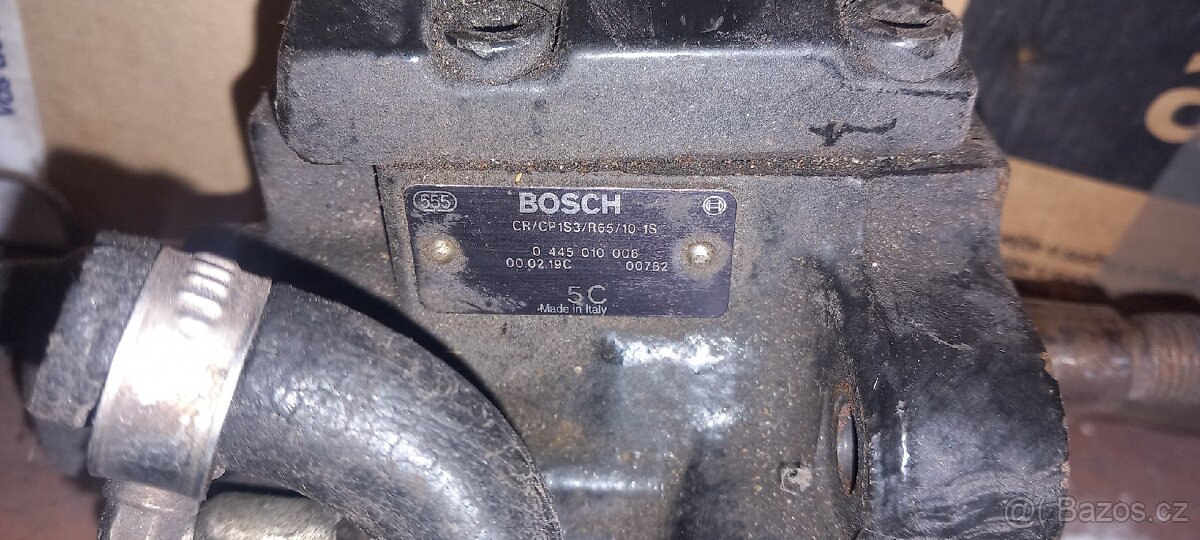 555 BOSCH
CR/CP1S3/R65/10-1S
0 445 010 006
00.02.19C 00782
5C
Made in Italy
Bazos.cz